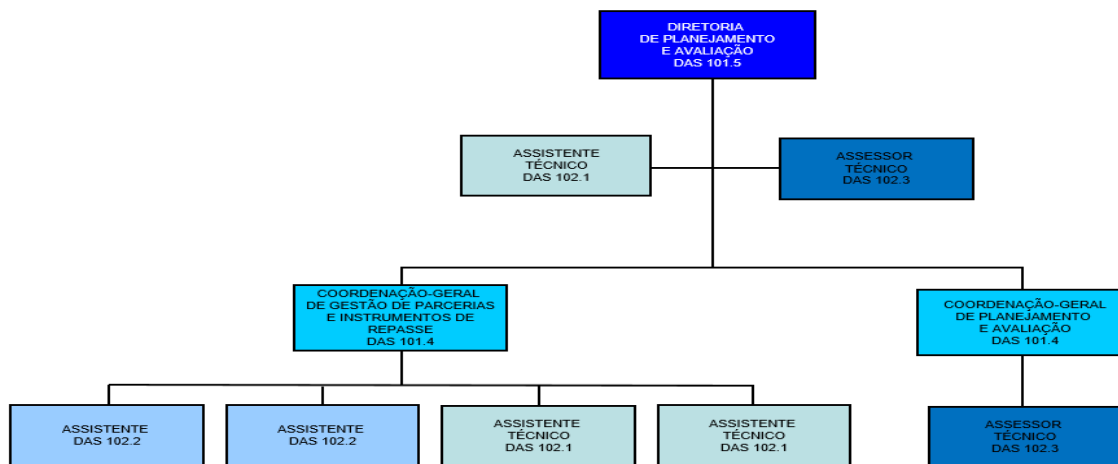 DIRETORIA
DE PLANEJAMENTO
E AVALIAÇÃO
DAS 101.5
ASSISTENTE
TÉCNICO
DAS 102.1
ASSESSOR
TÉCNICO
DAS 102.3
COORDENAÇÃO-GERAL
DE GESTÃO DE PARCERIAS
E INSTRUMENTOS DE
REPASSE
DAS 101.4
COORDENAÇÃO-GERAL
DE PLANEJAMENTO
E AVALIAÇÃO
DAS 101.4
ASSISTENTE
DAS 102.2
ASSISTENTE
DAS 102.2
ASSISTENTE
TÉCNICO
DAS 102.1
ASSISTENTE
TÉCNICO
DAS 102.1
ASSESSOR
TÉCNICO
DAS 102.3